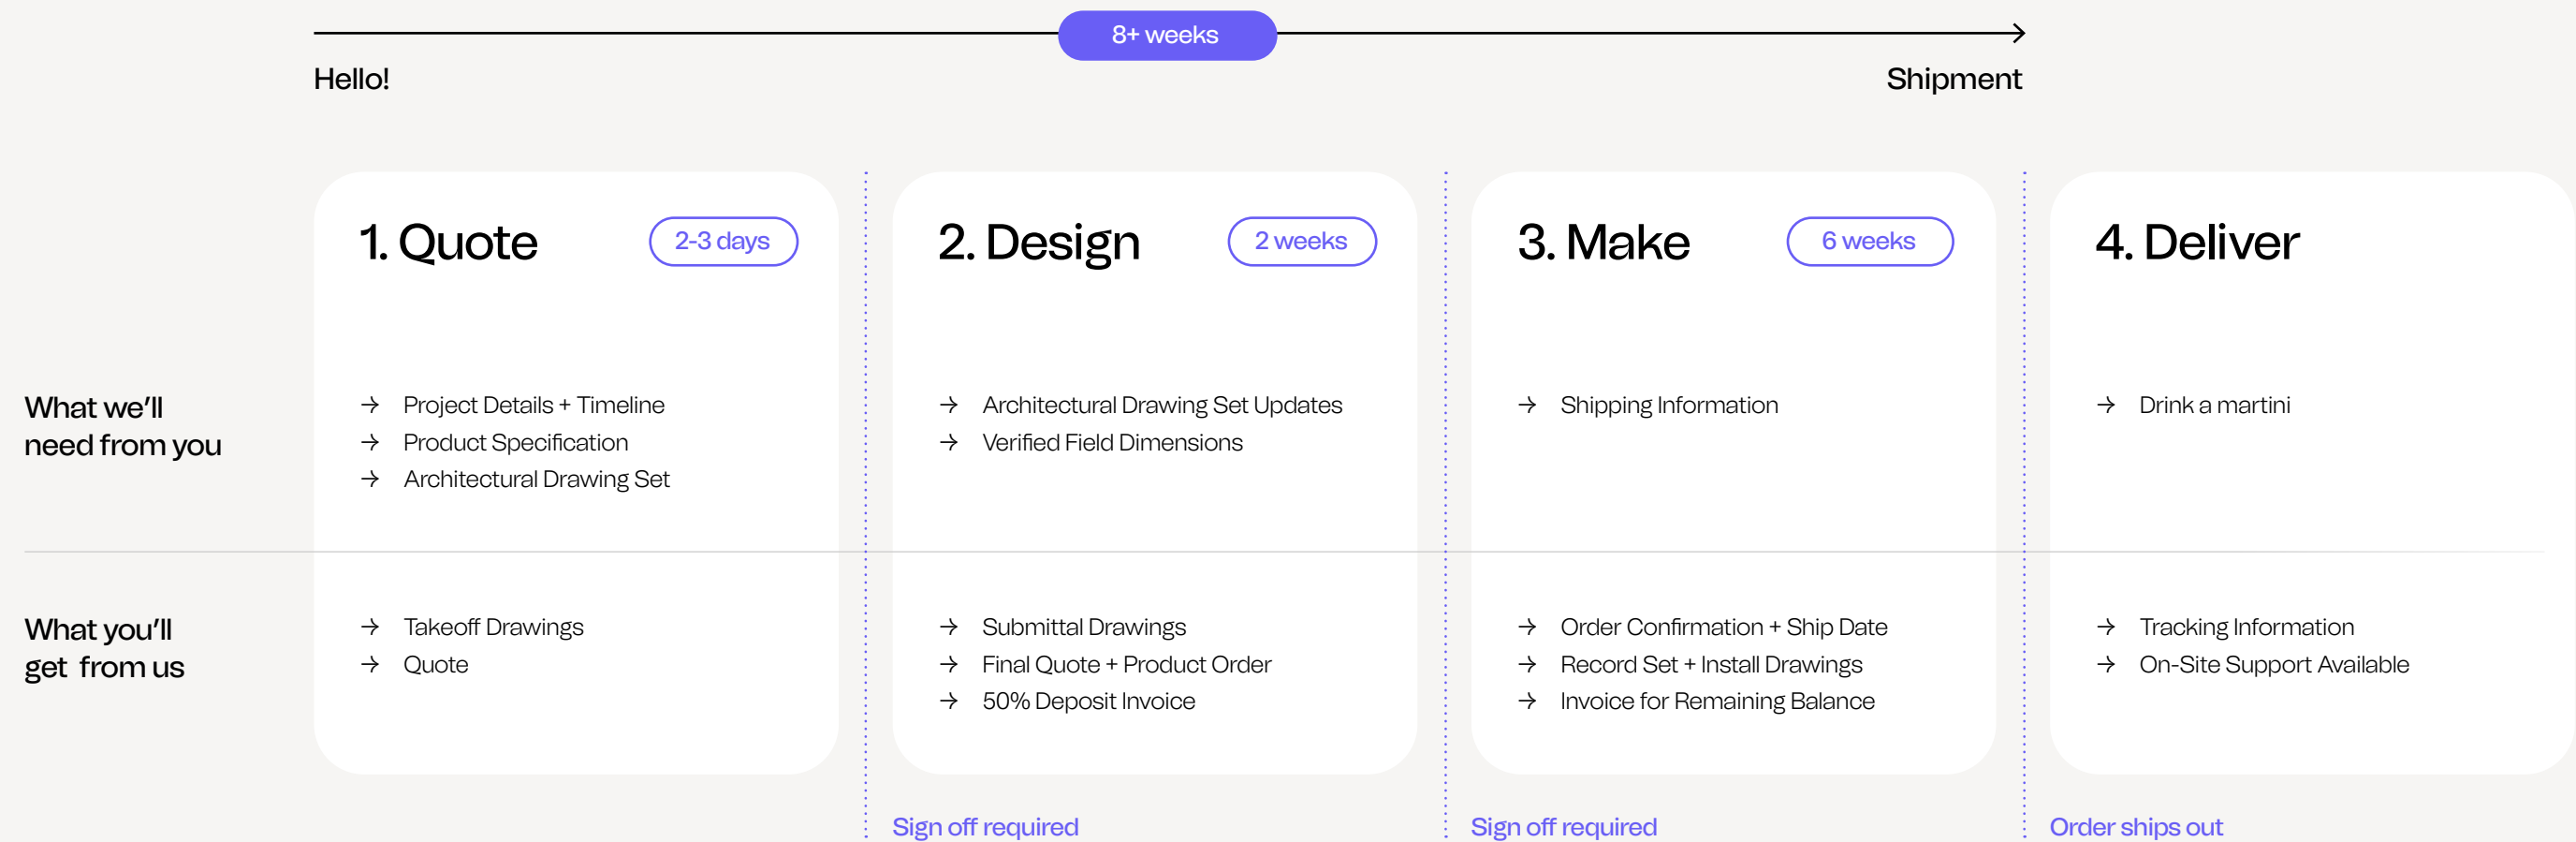 8+ weeks
Hello!
Shipment
1. Quote
2-3 days
2. Design
2 weeks
3. Make
6 weeks
4. Deliver
What we'll
need from you
→ Project Details + Timeline
→ Product Specification
→ Architectural Drawing Set
→ Architectural Drawing Set Updates
→ Verified Field Dimensions
→ Shipping Information
→ Drink a martini
What you'll
get from us
→ Takeoff Drawings
→ Quote
→ Submittal Drawings
→ Final Quote + Product Order
→ 50% Deposit Invoice
→ Order Confirmation + Ship Date
→ Record Set + Install Drawings
→ Invoice for Remaining Balance
→ Tracking Information
→ On-Site Support Available
Sign off required
Sign off required
Order ships out